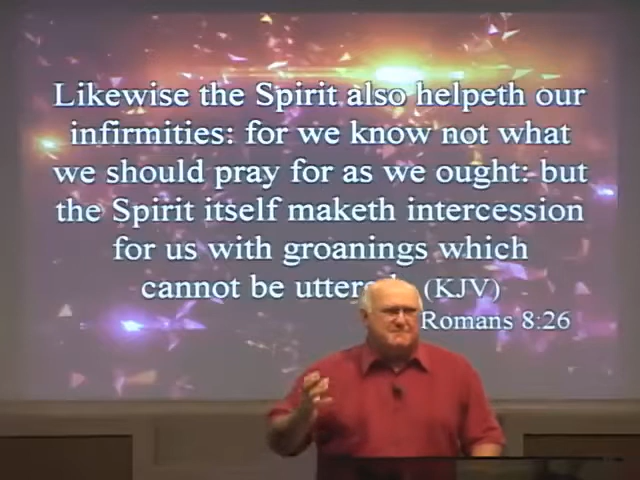 Likewise the Spirit also helpeth our
infirmities: for we know not what
we should pray for as we ought: but
the Spirit itself maketh intercession
for us with groanings which
cannot be (KJV)
Romans 8:26